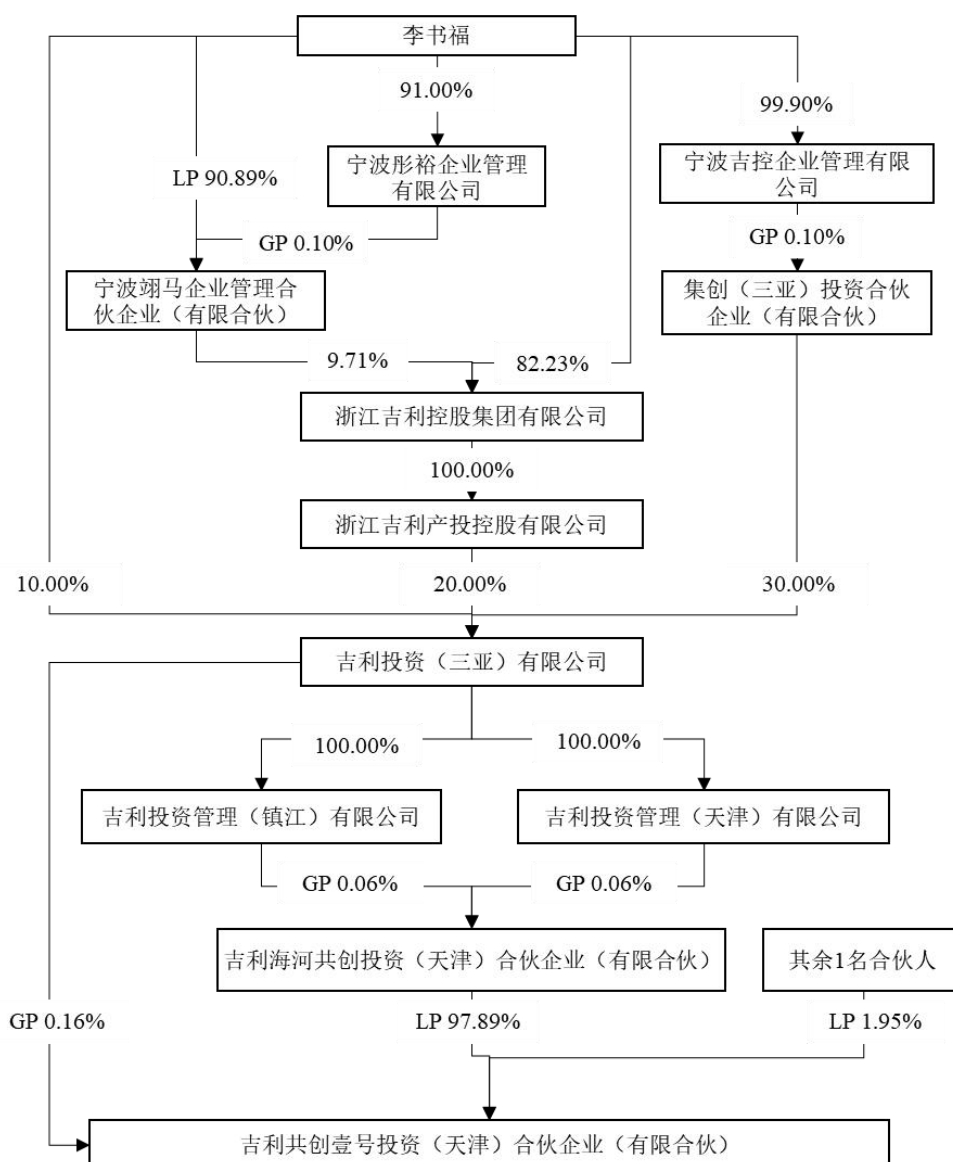 李书福
91.00%
99.90%
宁波彤裕企业管理
有限公司
宁波吉控企业管理有限
公司
LP 90.89%
GP 0.10%
GP 0.10%
宁波翊马企业管理合
伙企业（有限合伙）
集创（三亚）投资合伙
企业（有限合伙）
9.71%
82.23%
浙江吉利控股集团有限公司
100.00%
浙江吉利产投控股有限公司
10.00%
20.00%
30.00%
吉利投资（三亚）有限公司
100.00%
100.00%
吉利投资管理（镇江）有限公司
吉利投资管理（天津）有限公司
GP 0.06%
GP 0.06%
吉利海河共创投资（天津）合伙企业（有限合伙）
其余1名合伙人
GP 0.16%
LP 97.89%
LP 1.95%
吉利共创壹号投资（天津）合伙企业（有限合伙）